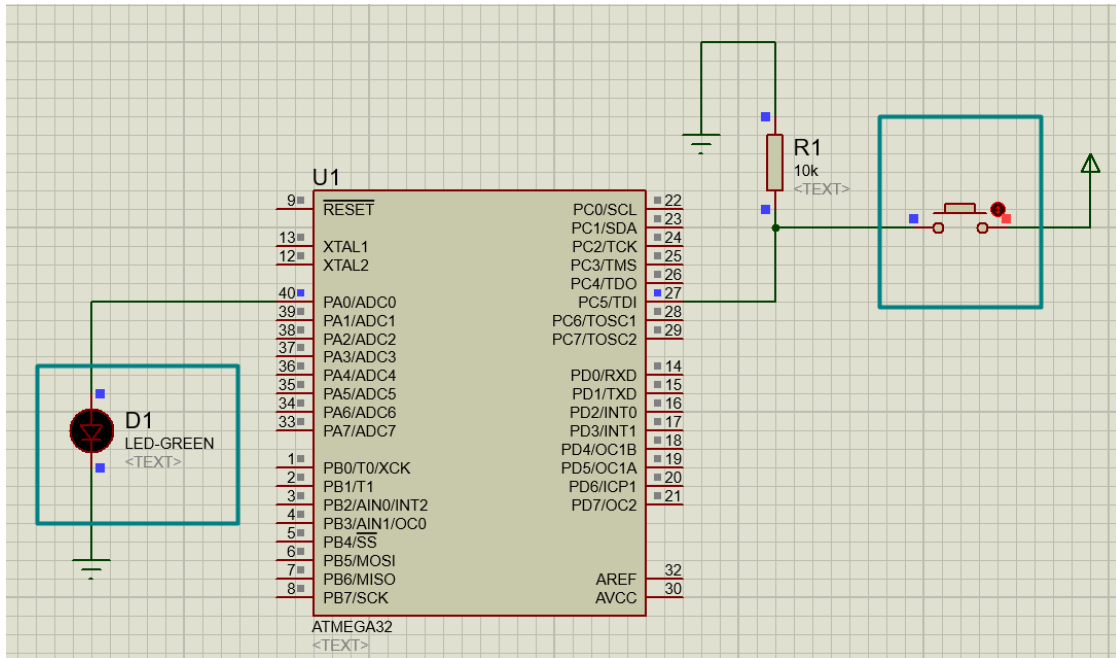 R1
10k
<TEXT>
U1
9 RESET
13 XTAL1
12 XTAL2
40 PA0/ADC0
39 PA1/ADC1
38 PA2/ADC2
37 PA3/ADC3
36 PA4/ADC4
35 PA5/ADC5
34 PA6/ADC6
33 PA7/ADC7
1 PB0/T0/XCK
2 PB1/T1
3 PB2/AIN0/INT2
4 PB3/AIN1/OC0
5 PB4/SS
6 PB5/MOSI
7 PB6/MISO
8 PB7/SCK
PC0/SCL 22
PC1/SDA 23
PC2/TCK 24
PC3/TMS 25
PC4/TDO 26
PC5/TDI 27
PC6/TOSC1 28
PC7/TOSC2 29
PD0/RXD 14
PD1/TXD 15
PD2/INT0 16
PD3/INT1 17
PD4/OC1B 18
PD5/OC1A 19
PD6/ICP1 20
PD7/OC2 21
AREF 32
AVCC 30
ATMEGA32
<TEXT>
D1
LED-GREEN
<TEXT>